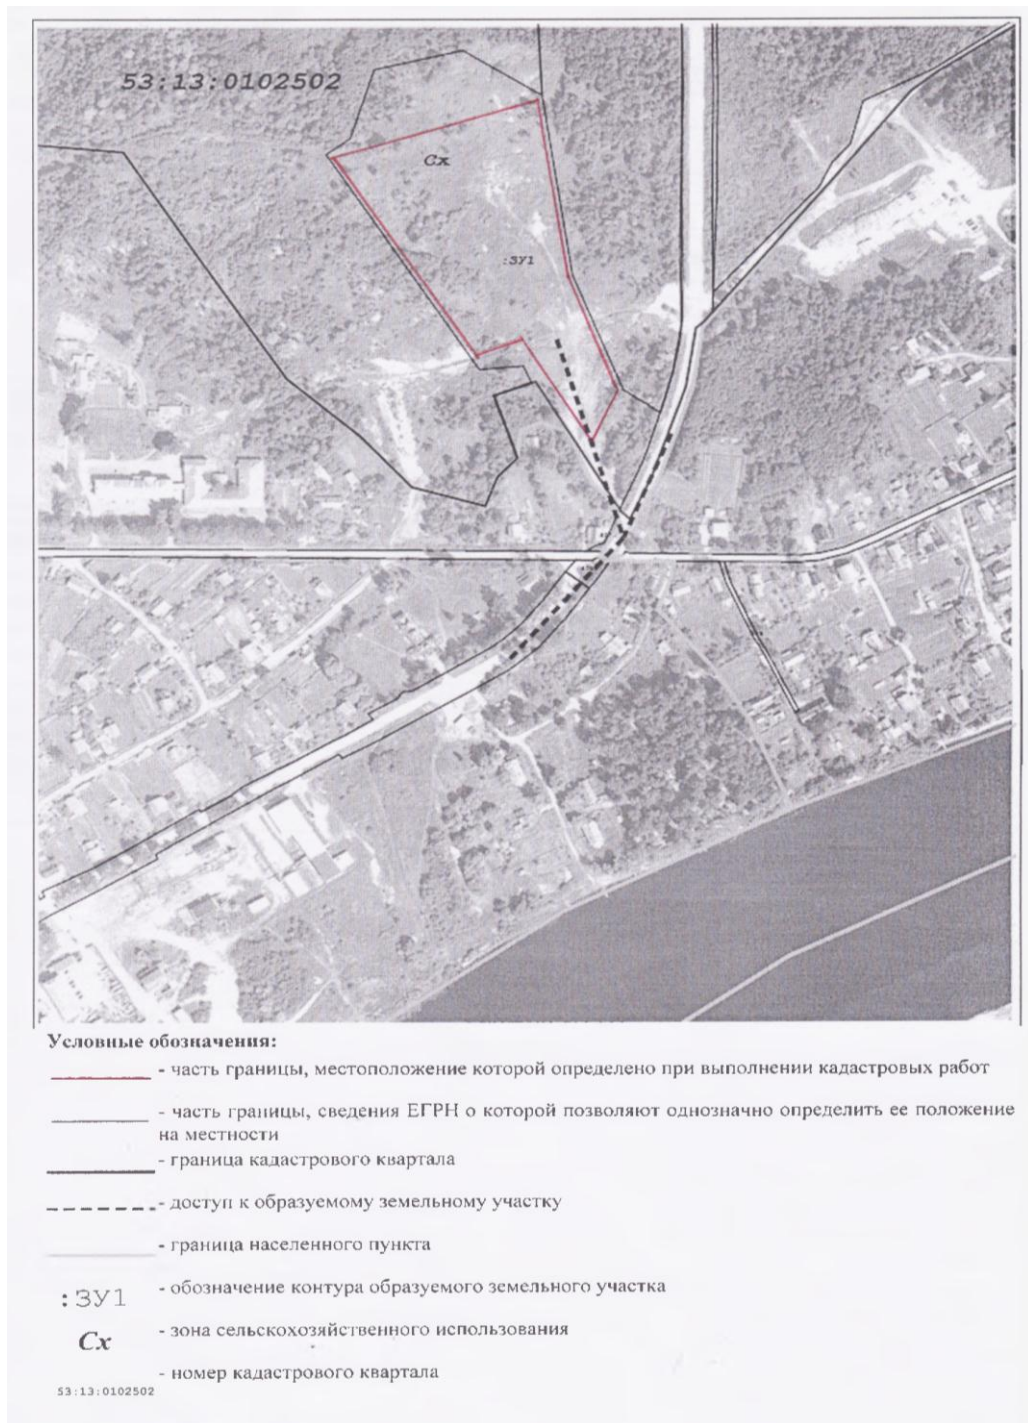 53:13:0102502
Сх
:ЗУ1
Условные обозначения:
- часть границы, местоположение которой определено при выполнении кадастровых работ
- часть границы, сведения ЕГРН о которой позволяют однозначно определить ее положение
на местности
- граница кадастрового квартала
- доступ к образуемому земельному участку
- граница населенного пункта
:ЗУ1 - обозначение контура образуемого земельного участка
Сх - зона сельскохозяйственного использования
- номер кадастрового квартала
53:13:0102502